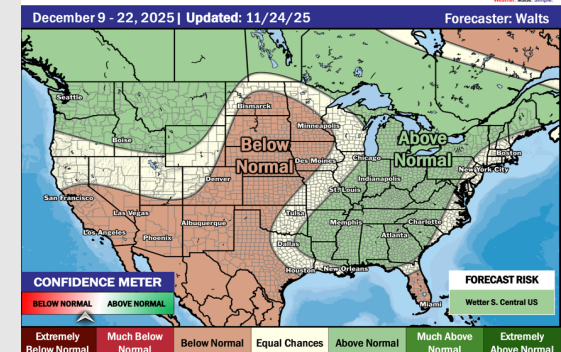 December 9 - 22, 2025 | Updated: 11/24/25
Forecaster: Walts
Seattle
Bismarck
Minneapolis
Boise
Below
Normal
Above
Normal
Des Moines
Chicago
Boston
New York City
Denver
Indianapolis
St. Louis
San Francisco
Las Vegas
Tulsa
Memphis
Charlotte
Los Angeles
Phoenix
Albuquerque
Atlanta
Dallas
Houston
New Orleans
Miami
CONFIDENCE METER
BELOW NORMAL
ABOVE NORMAL
FORECAST RISK
Wetter S. Central US
Extremely
Below Normal
Much Below
Normal
Below Normal
Equal Chances
Above Normal
Much Above
Normal
Extremely
Above Normal